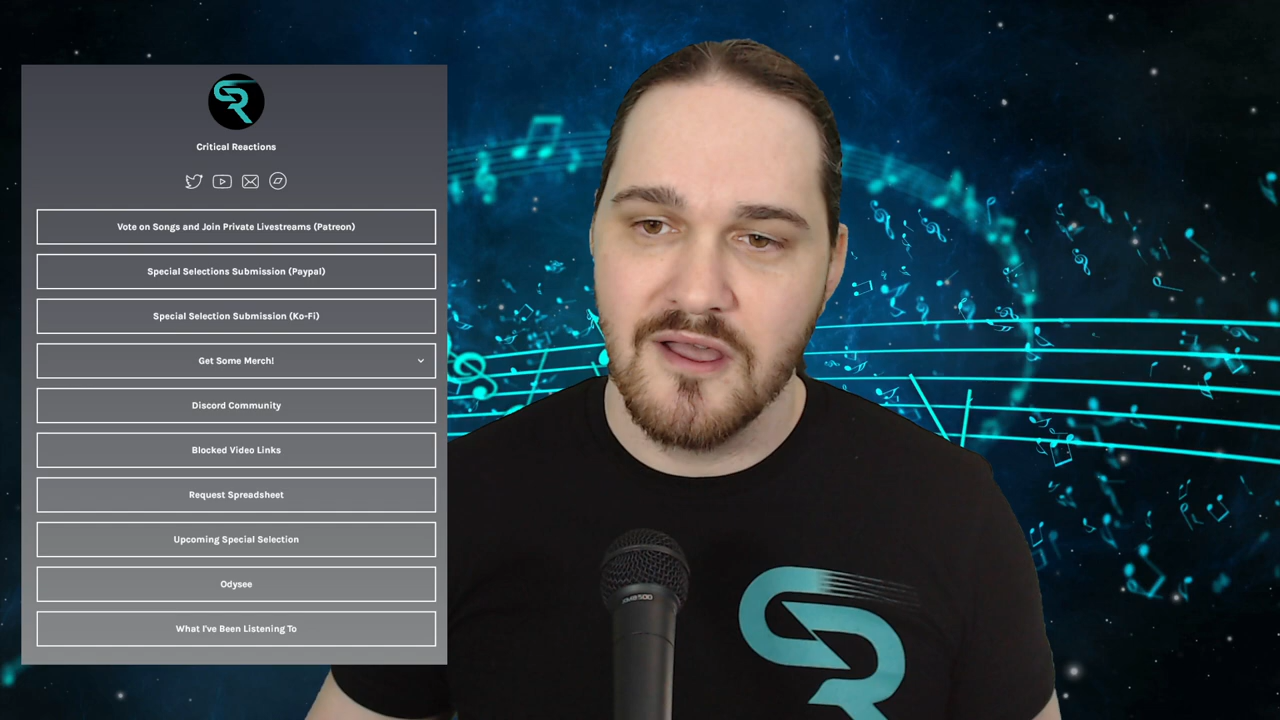 CR
Critical Reactions
Vote on Songs and Join Private Livestreams (Patreon)
Special Selections Submission (Paypal)
Special Selection Submission (Ko-Fi)
Get Some Merch!
Discord Community
Blocked Video Links
Request Spreadsheet
Upcoming Special Selection
Odysee
What I've Been Listening To
CR